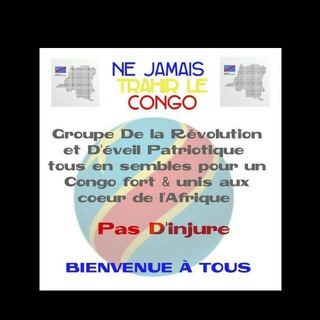 NE JAMAIS
TRAHIR LE
CONGO
Groupe De la Révolution
et D'éveil Patriotique
tous en sembles pour un
Congo fort & unis aux
coeur de l'Afrique
Pas D'injure
BIENVENUE À TOUS